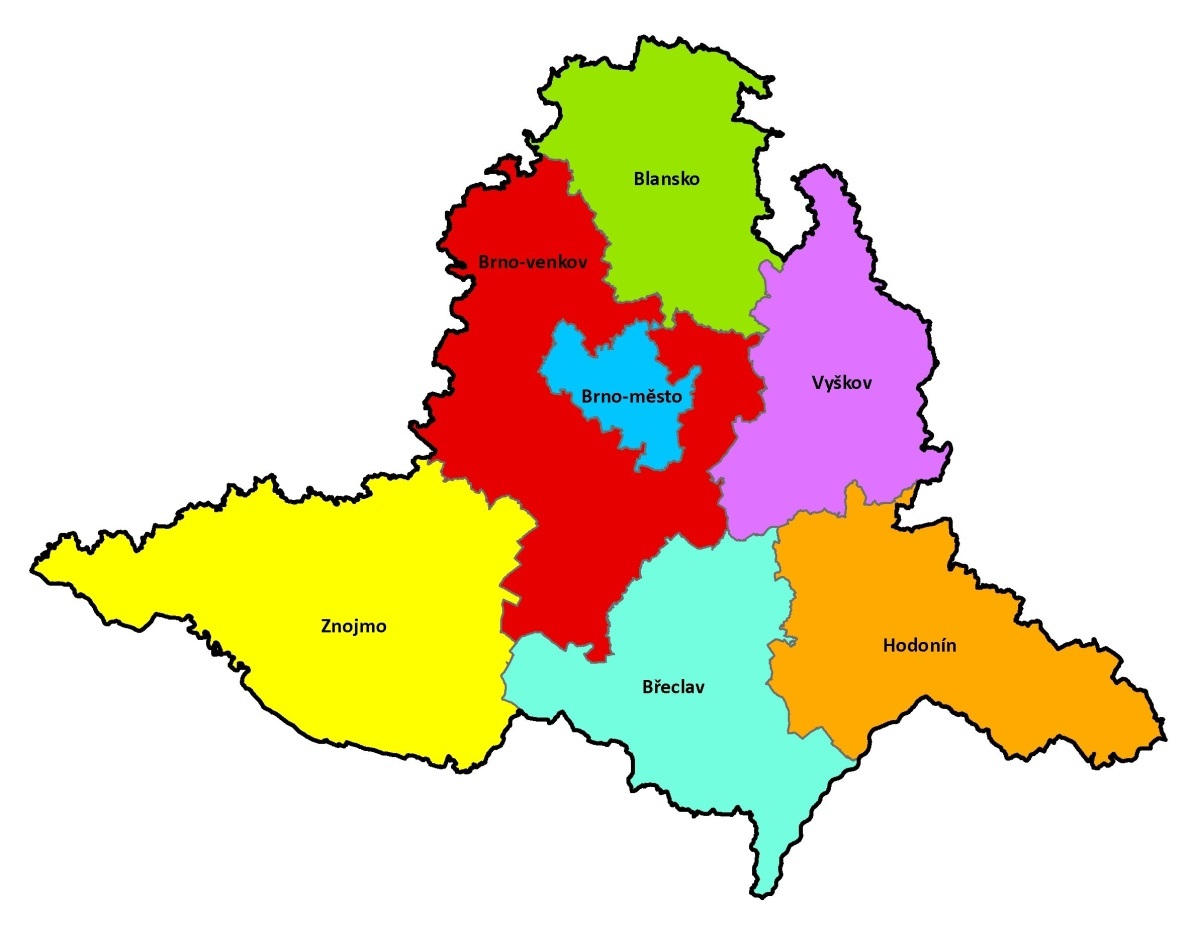 Blansko
Brno-venkov
Vyškov
Brno-město
Znojmo
Hodonín
Břeclav